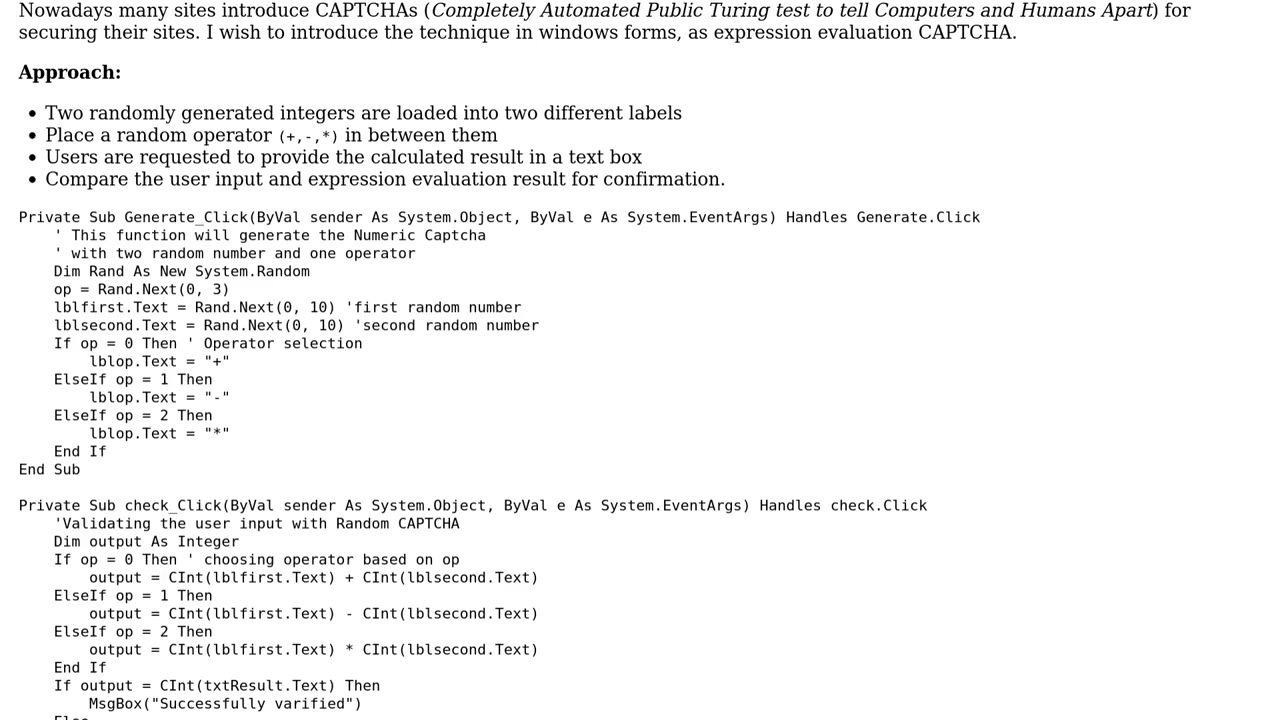 Nowadays many sites introduce CAPTCHAs (Completely Automated Public Turing test to tell Computers and Humans Apart) for
securing their sites. I wish to introduce the technique in windows forms, as expression evaluation CAPTCHA.
Approach:
• Two randomly generated integers are loaded into two different labels
• Place a random operator (+,-,*) in between them
• Users are requested to provide the calculated result in a text box
• Compare the user input and expression evaluation result for confirmation.
Private Sub Generate_Click(ByVal sender As System.Object, ByVal e As System.EventArgs) Handles Generate.Click
    ' This function will generate the Numeric Captcha
    ' with two random number and one operator
    Dim Rand As New System.Random
    op = Rand.Next(0, 3)
    lblfirst.Text = Rand.Next(0, 10) 'first random number
    lblsecond.Text = Rand.Next(0, 10) 'second random number
    If op = 0 Then ' Operator selection
        lblop.Text = "+"
    ElseIf op = 1 Then
        lblop.Text = "-"
    ElseIf op = 2 Then
        lblop.Text = "*"
    End If
End Sub
Private Sub check_Click(ByVal sender As System.Object, ByVal e As System.EventArgs) Handles check.Click
    'Validating the user input with Random CAPTCHA
    Dim output As Integer
    If op = 0 Then ' choosing operator based on op
        output = CInt(lblfirst.Text) + CInt(lblsecond.Text)
    ElseIf op = 1 Then
        output = CInt(lblfirst.Text) - CInt(lblsecond.Text)
    ElseIf op = 2 Then
        output = CInt(lblfirst.Text) * CInt(lblsecond.Text)
    End If
    If output = CInt(txtResult.Text) Then
        MsgBox("Successfully varified")